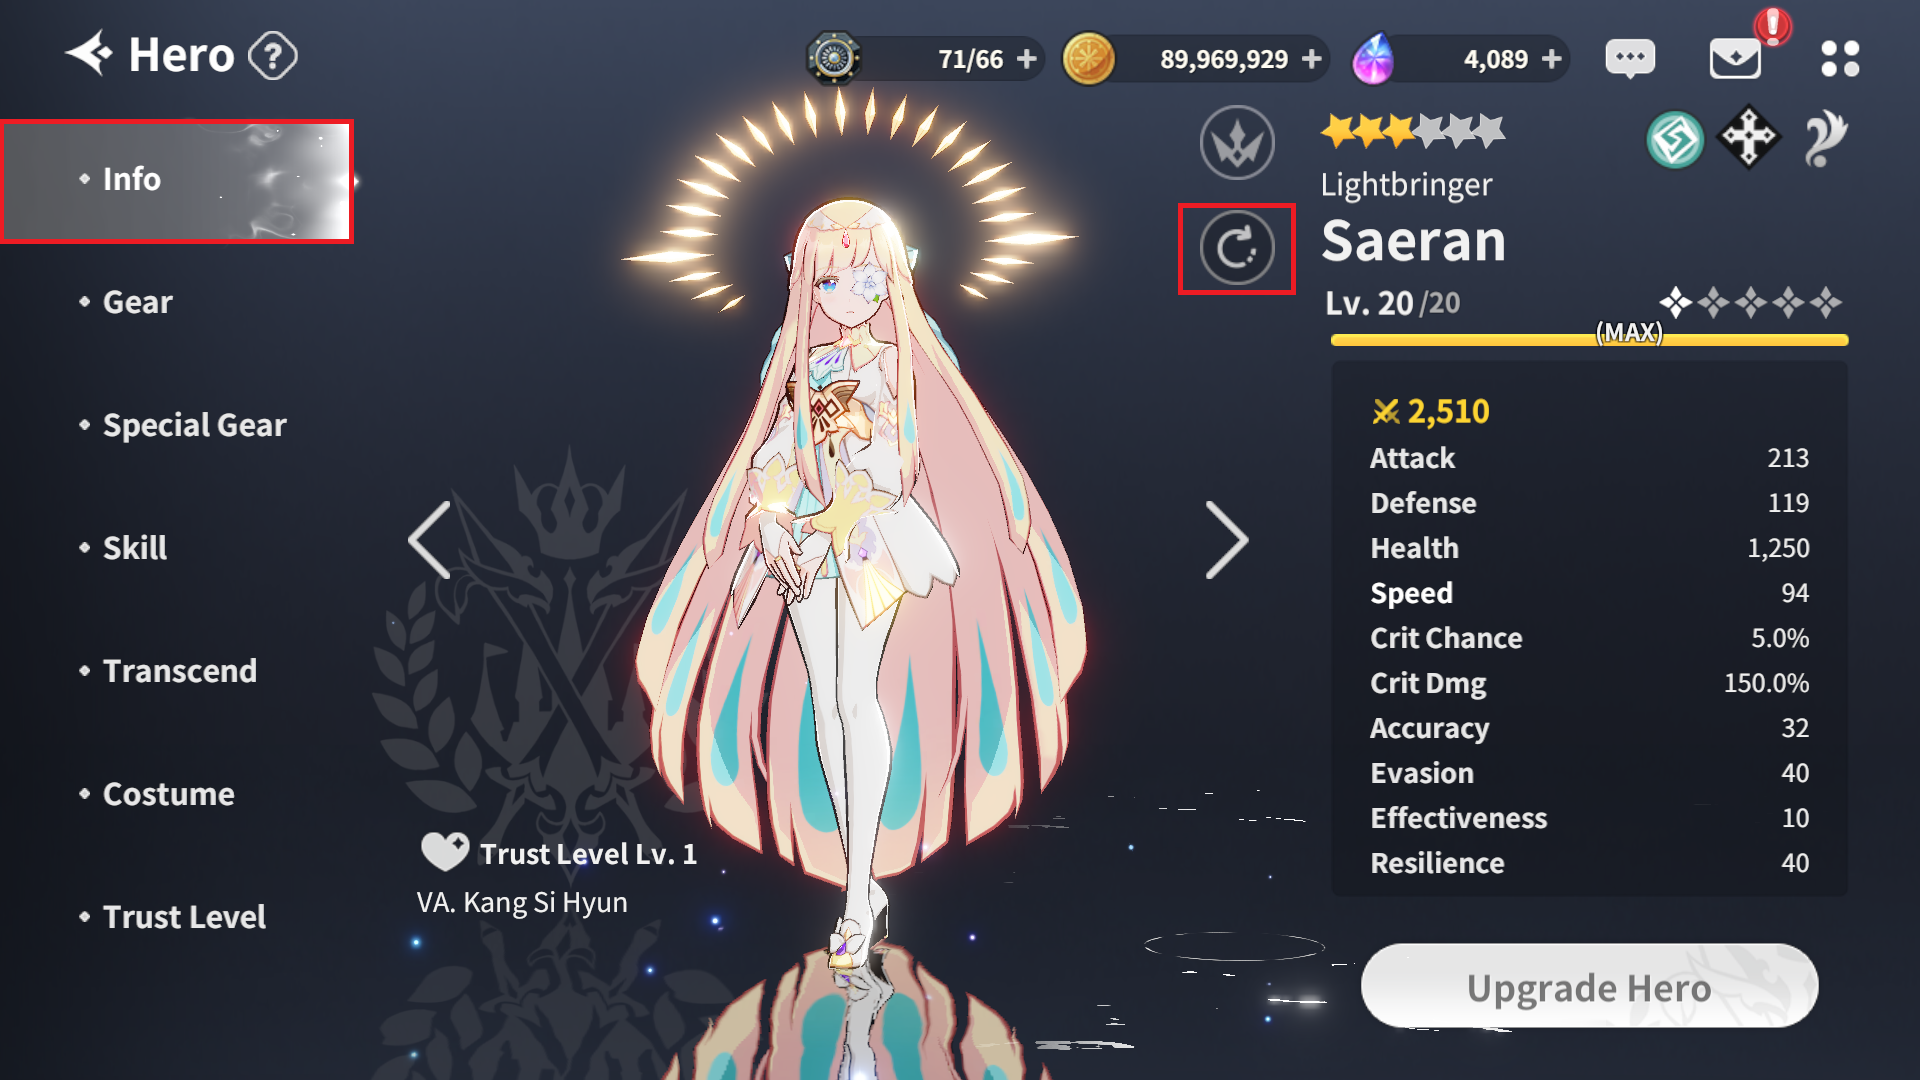 Hero ?
71/66 +
89,969,929 +
4,089 +
Info
Gear
Special Gear
Skill
Transcend
Costume
Trust Level
Trust Level Lv. 1
VA. Kang Si Hyun
Lightbringer
Saeran
Lv. 20/20
(MAX)
2,510
Attack 213
Defense 119
Health 1,250
Speed 94
Crit Chance 5.0%
Crit Dmg 150.0%
Accuracy 32
Evasion 40
Effectiveness 10
Resilience 40
Upgrade Hero